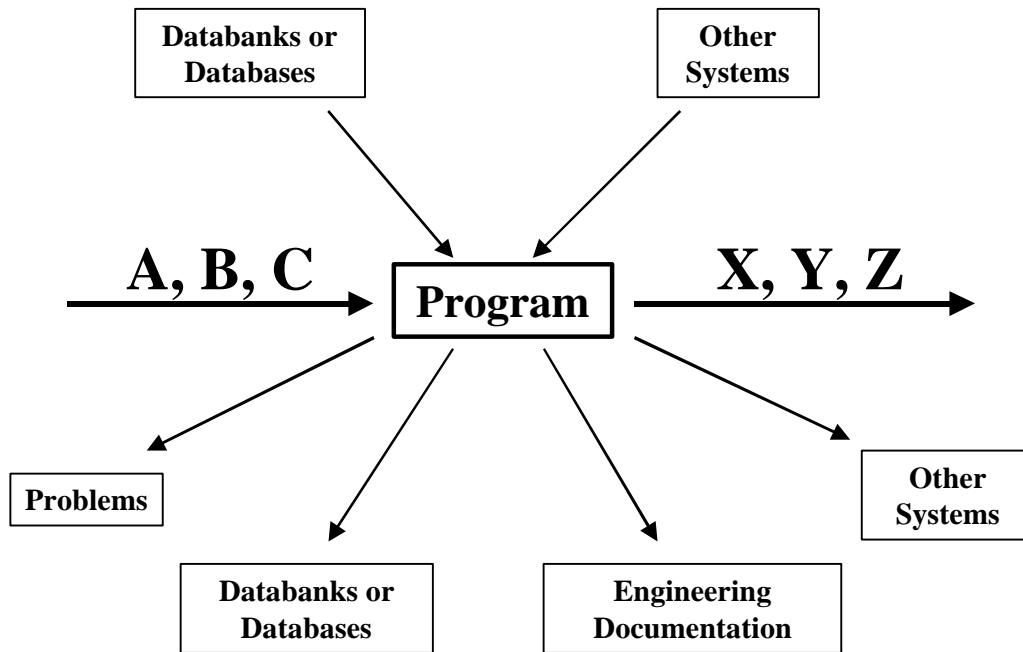 Databanks or
Databases
Other
Systems
A, B, C
Program
X, Y, Z
Problems
Other
Systems
Databanks or
Databases
Engineering
Documentation